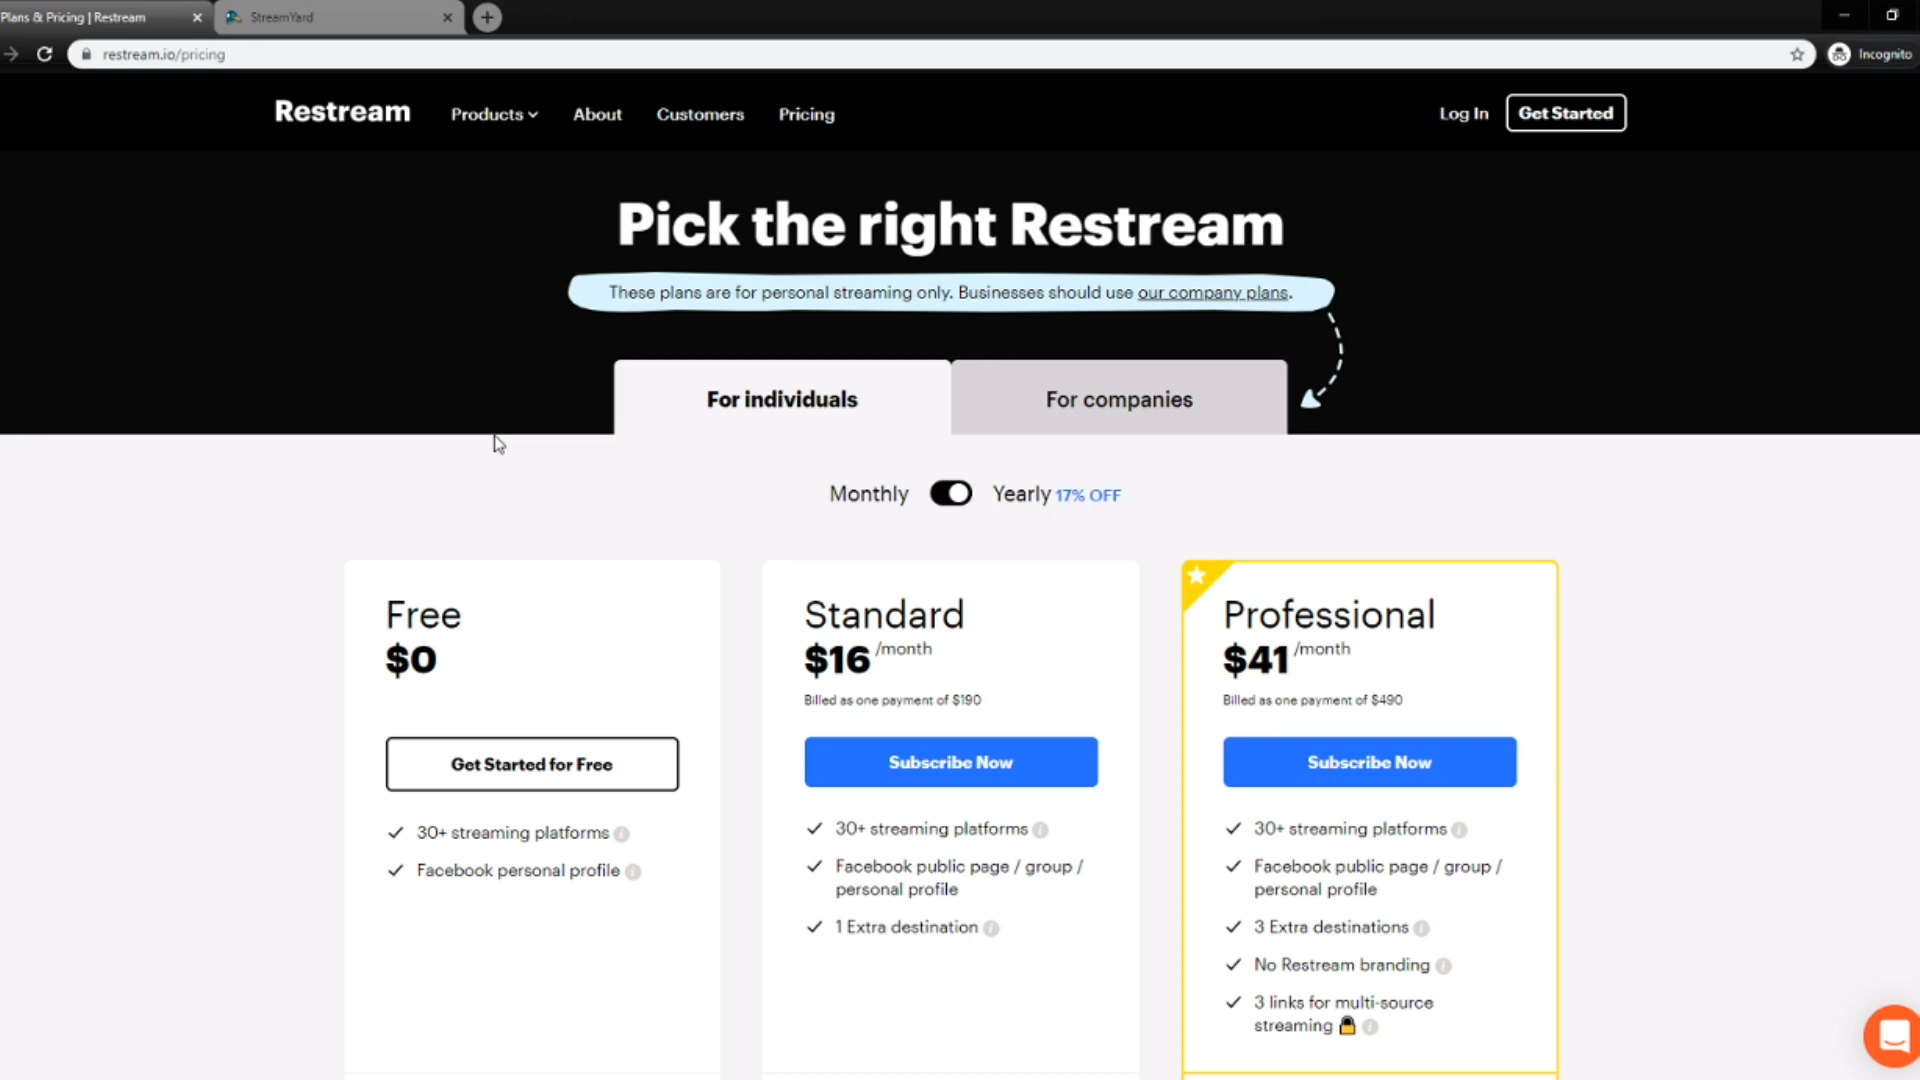 Plans & Pricing | Restream
StreamYard
restream.io/pricing
Incognito
Restream
Products
About
Customers
Pricing
Log In
Get Started
Pick the right Restream
These plans are for personal streaming only. Businesses should use our company plans.
For individuals
For companies
Monthly
Yearly 17% OFF
Free
$0
Get Started for Free
30+ streaming platforms
Facebook personal profile
Standard
$16 /month
Billed as one payment of $190
Subscribe Now
30+ streaming platforms
Facebook public page / group /
personal profile
1 Extra destination
Professional
$41 /month
Billed as one payment of $490
Subscribe Now
30+ streaming platforms
Facebook public page / group /
personal profile
3 Extra destinations
No Restream branding
3 links for multi-source
streaming